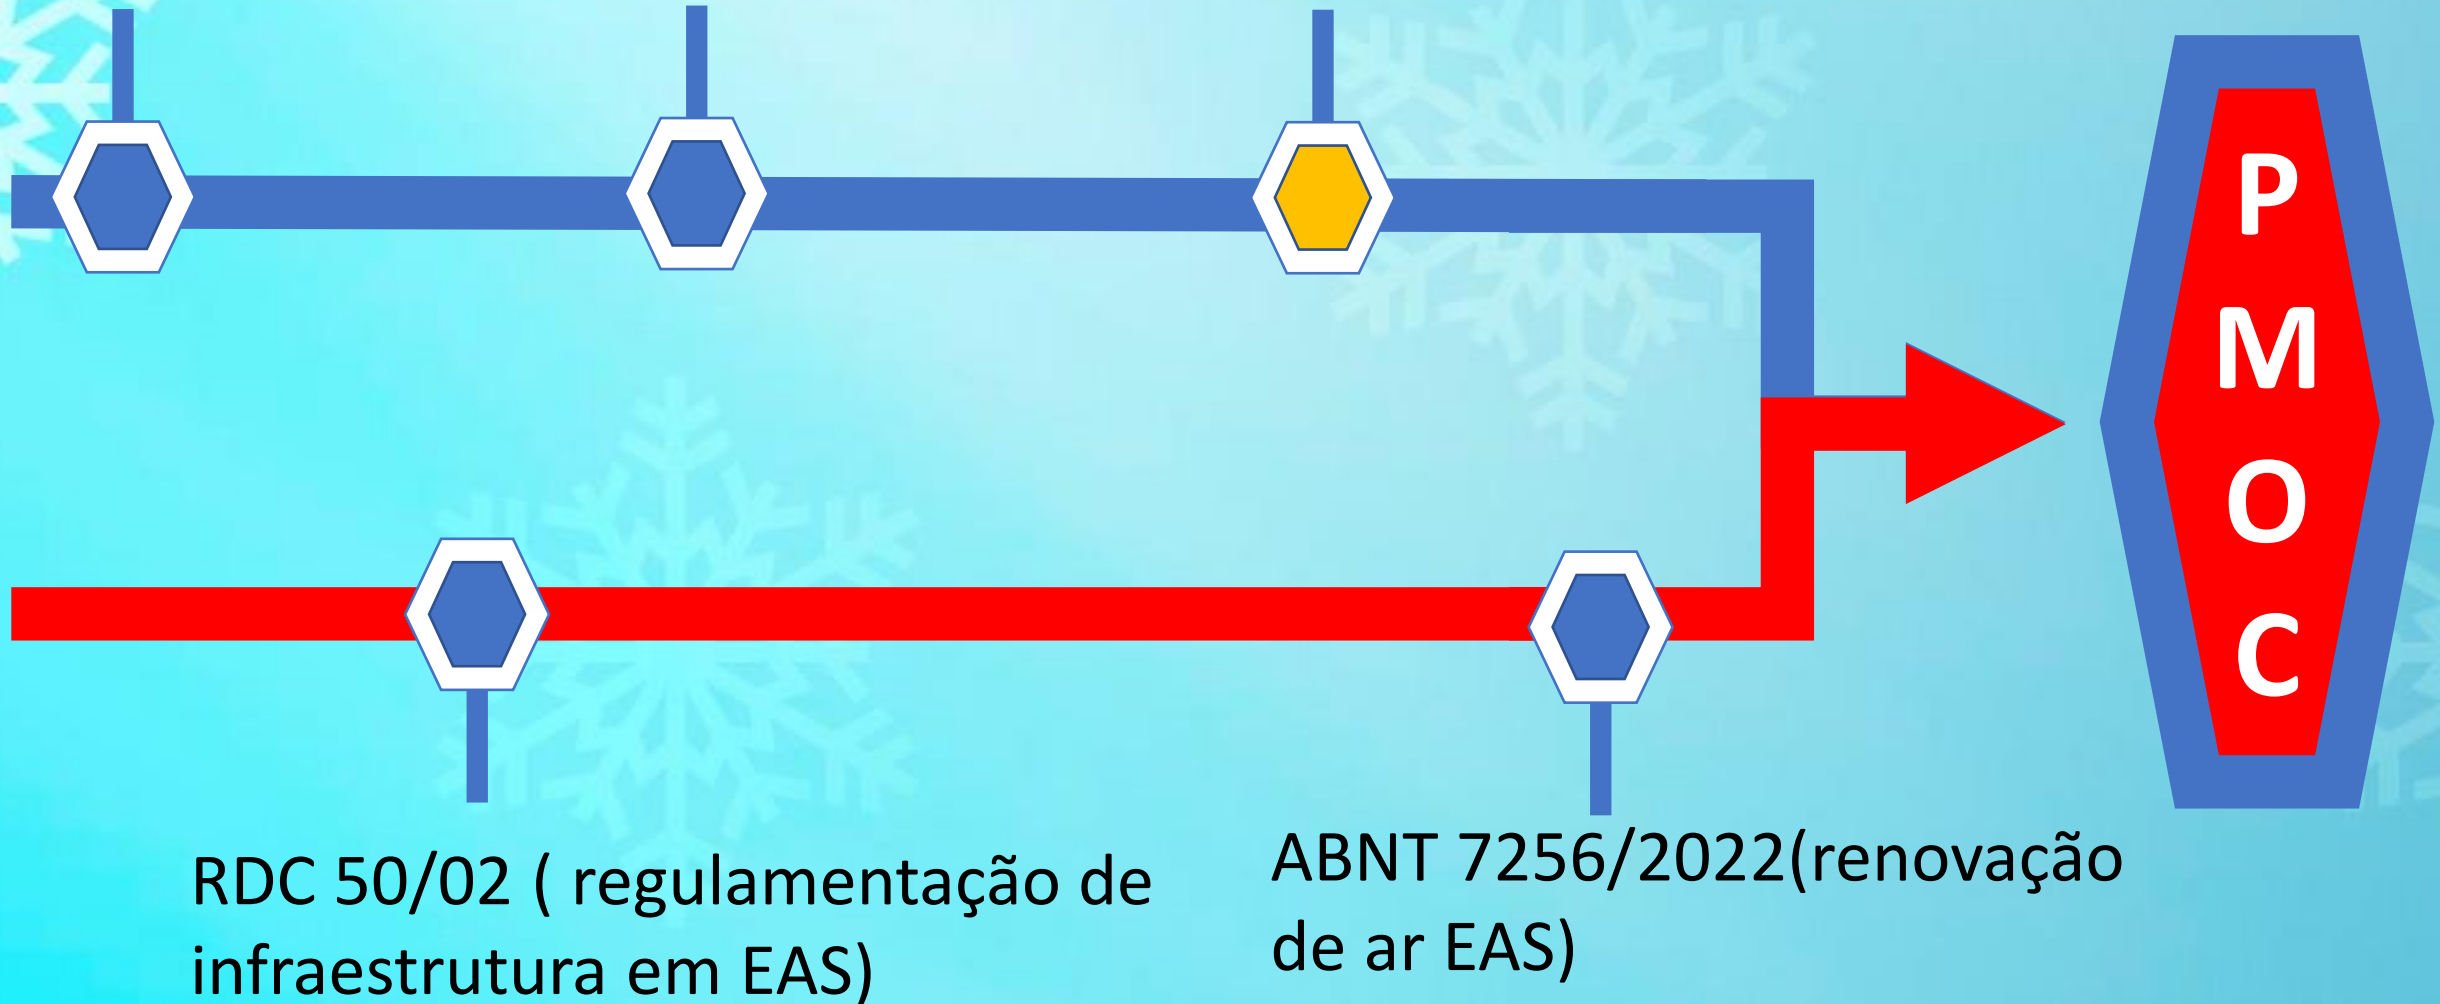 P
M
O
C
RDC 50/02 ( regulamentação de
infraestrutura em EAS)
ABNT 7256/2022(renovação
de ar EAS)